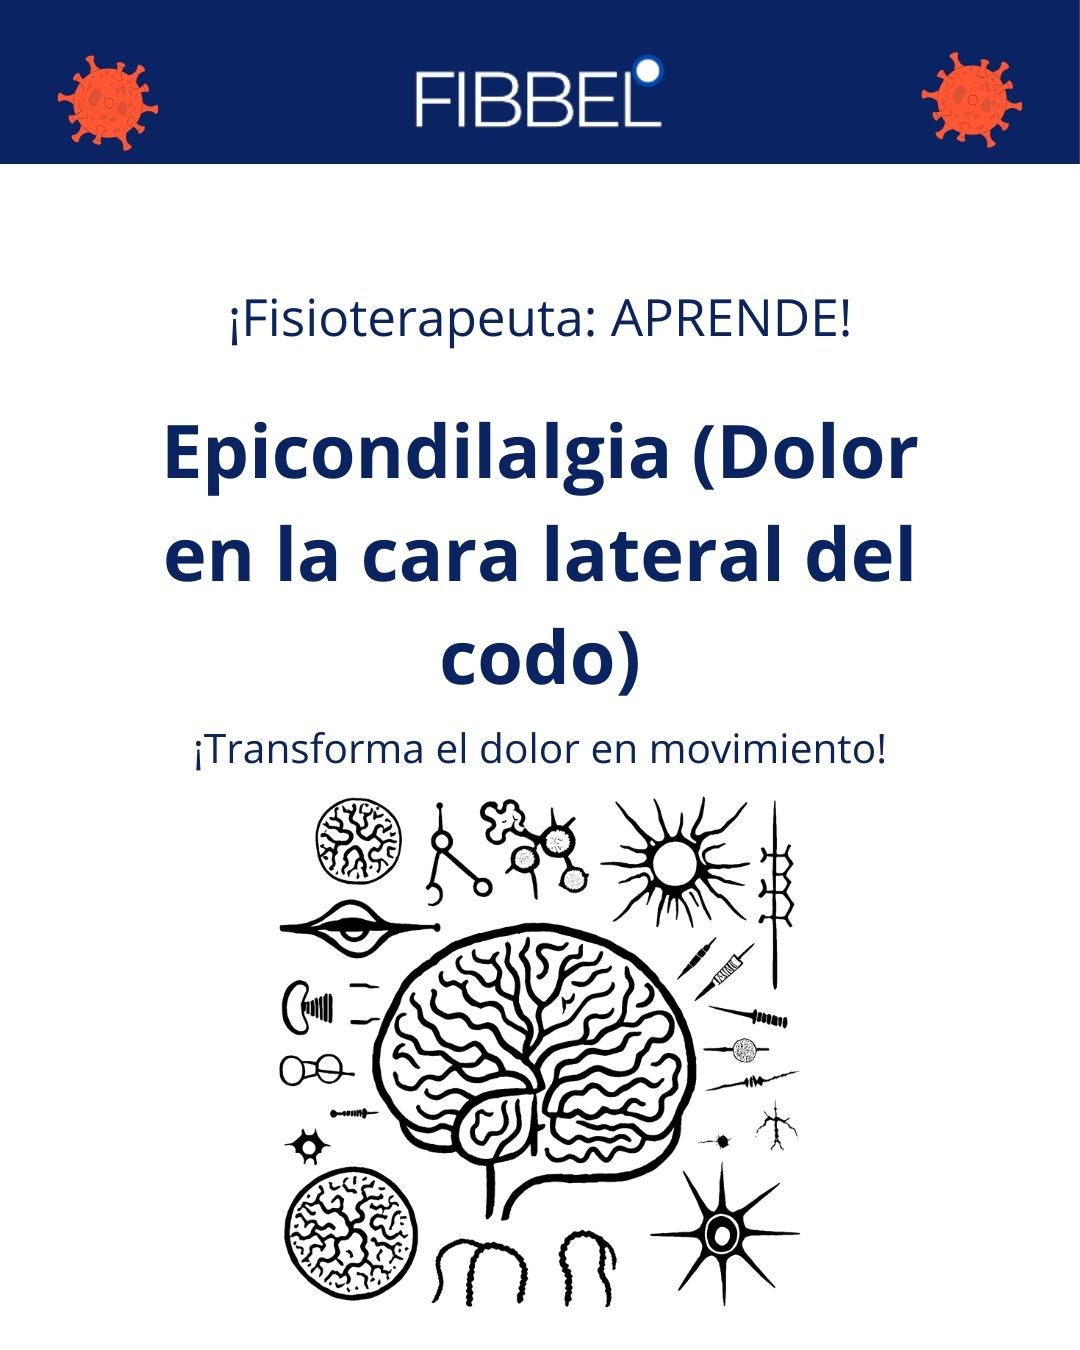 FIBBEL
¡Fisioterapeuta: APRENDE!
Epicondilalgia (Dolor
en la cara lateral del
codo)
¡Transforma el dolor en movimiento!